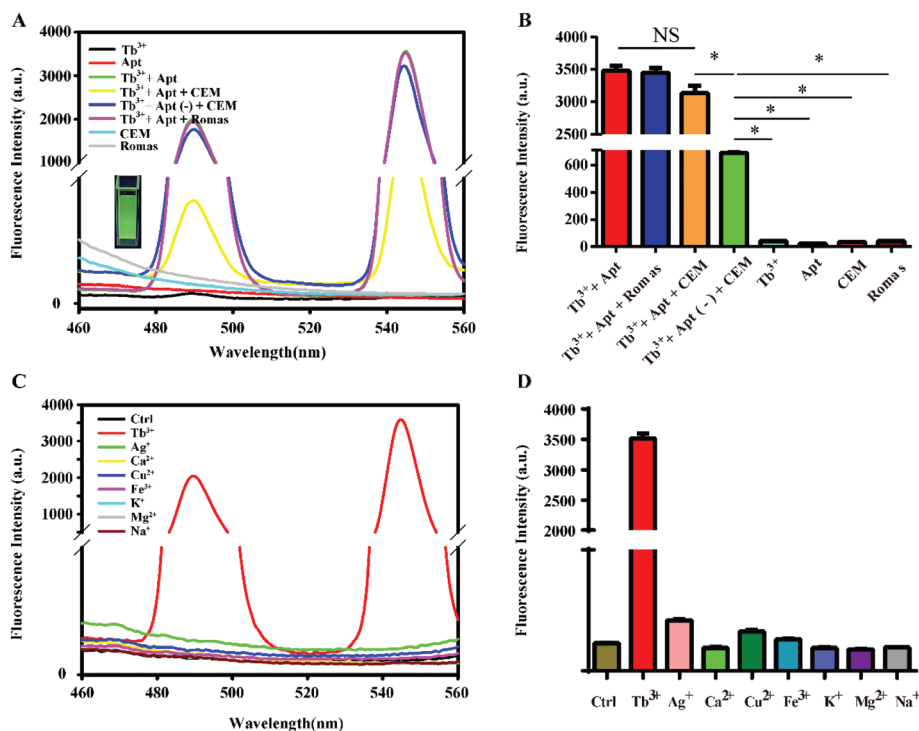 A
Fluorescence Intensity (a.u.)
4000
3000
2000
1000
0
Tb³⁺
Apt
Tb³⁺+ Apt
Tb³⁺ + Apt + CEM
Tb³⁺ Apt (-) + CEM
Tb³⁺ + Apt + Romas
CEM
Romas
460 480 500 520 540 560
Wavelength(nm)
B
Fluorescence Intensity (a.u.)
4000
3500
3000
2500
600
400
200
0
NS
*
*
*
*
*
Tb³⁺+ Apt
Tb³⁺+ Apt + Romas
Tb³⁺+ Apt + CEM
Tb³⁺+ Apt (-) + CEM
Tb³⁺
Apt
CEM
Romas
C
Fluorescence Intensity (a.u.)
4000
3000
2000
1000
0
Ctrl
Tb³⁺
Ag⁺
Ca²⁺
Cu²⁺
Fe³⁺
K⁺
Mg²⁺
Na⁺
460 480 500 520 540 560
Wavelength(nm)
D
Fluorescence Intensity (a.u.)
4000
3500
3000
2000
Ctrl Tb³⁺ Ag⁺ Ca²⁺ Cu²⁺ Fe³⁺ K⁺ Mg²⁺ Na⁺